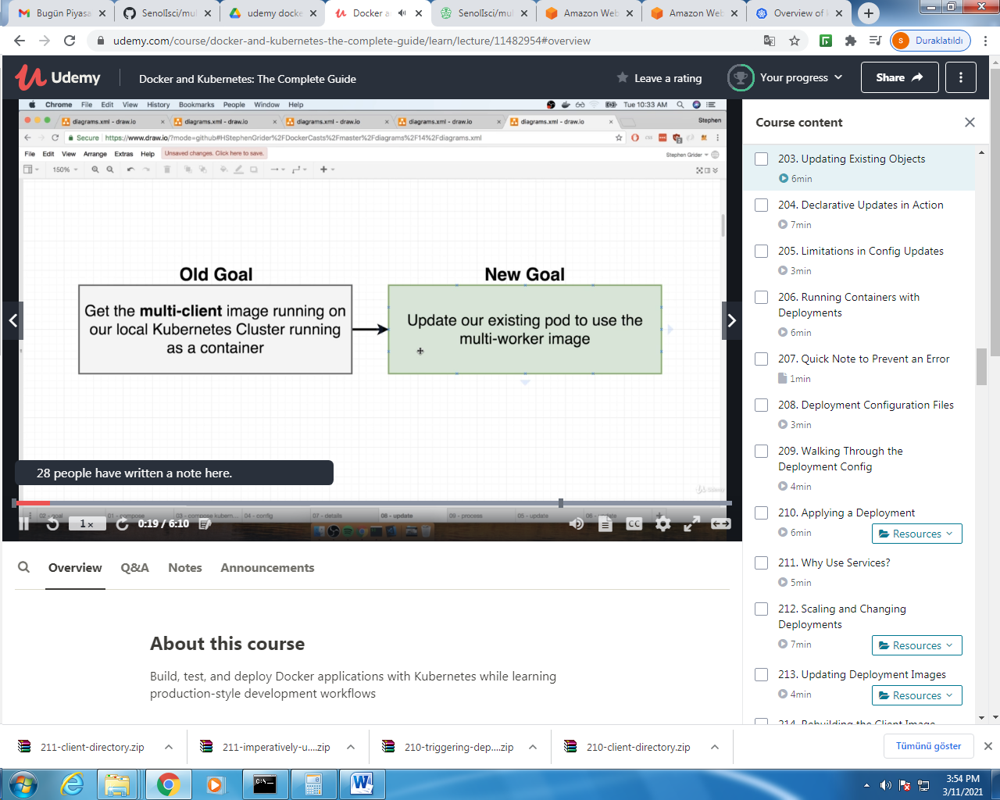 Bugün Piyasa
SenolIsci/mul
udemy docke
Docker a
SenolIsci/mul
Amazon Web
Amazon Web
Overview of k
udemy.com/course/docker-and-kubernetes-the-complete-guide/learn/lecture/11482954#overview
S
Duraklatıldı
Udemy
Docker and Kubernetes: The Complete Guide
Leave a rating
Your progress
Share
Chrome File Edit View History Bookmarks People Window Help
Tue 10:33 AM
diagrams.xml - draw.io
diagrams.xml - draw.io
diagrams.xml - draw.io
diagrams.xml - draw.io
diagrams.xml - draw.io
Stephen
Secure https://www.draw.io/?mode=github#HStephenGrider%2FDockerCasts%2Fmaster%2Fdiagrams%2F14%2Fdiagrams.xml
File Edit View Arrange Extras Help
Unsaved changes. Click here to save.
Stephen Grider
150%
Old Goal
Get the multi-client image running on
our local Kubernetes Cluster running
as a container
New Goal
Update our existing pod to use the
multi-worker image
28 people have written a note here.
Udemy
02 - goal
01 - compose
03 - compose kubern...
04 - config
07 - details
08 - update
09 - process
05 - update
1x
0:19 / 6:10
CC
Course content
203. Updating Existing Objects
6min
204. Declarative Updates in Action
7min
205. Limitations in Config Updates
3min
206. Running Containers with
Deployments
6min
207. Quick Note to Prevent an Error
1min
208. Deployment Configuration Files
3min
209. Walking Through the
Deployment Config
4min
210. Applying a Deployment
6min
Resources
211. Why Use Services?
5min
212. Scaling and Changing
Deployments
7min
Resources
213. Updating Deployment Images
4min
Resources
214. Rebuilding the Client Image
Overview
Q&A
Notes
Announcements
About this course
Build, test, and deploy Docker applications with Kubernetes while learning
production-style development workflows
211-client-directory.zip
211-imperatively-u....zip
210-triggering-dep....zip
210-client-directory.zip
Tümünü göster
3:54 PM
3/11/2021